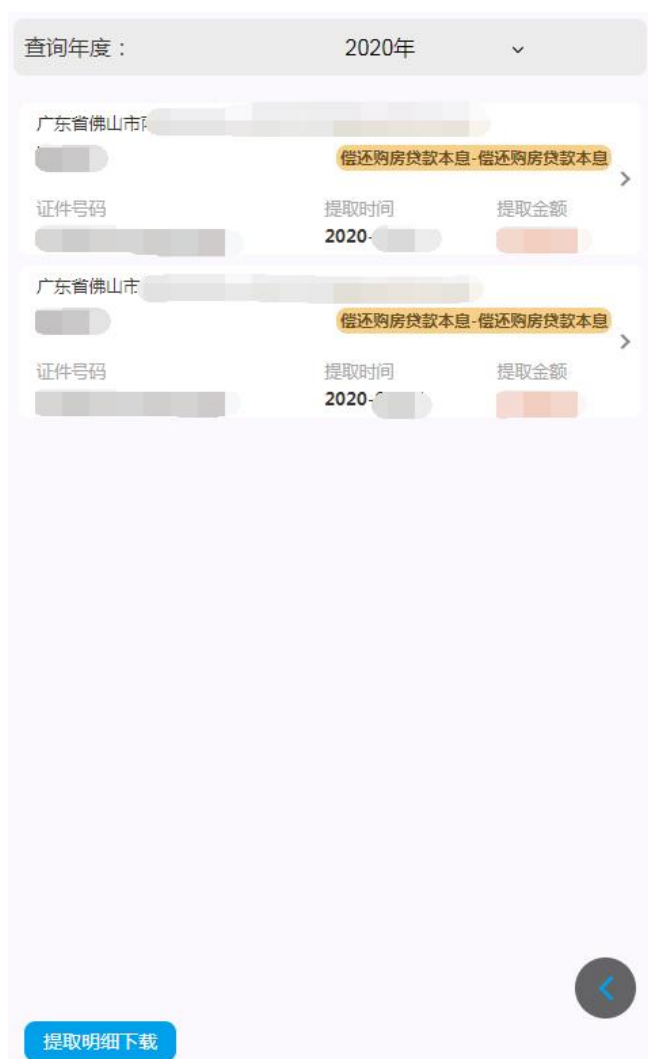 查询年度： 2020年
广东省佛山市
偿还购房贷款本息-偿还购房贷款本息
证件号码 提取时间 提取金额
2020-
广东省佛山市
偿还购房贷款本息-偿还购房贷款本息
证件号码 提取时间 提取金额
2020-
提取明细下载